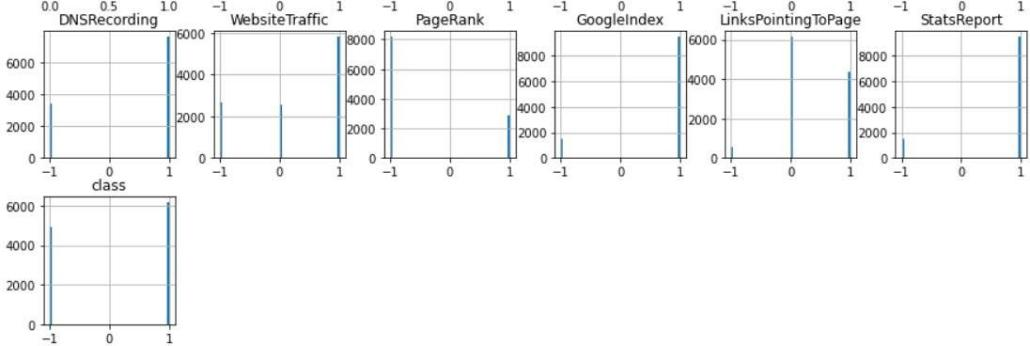 0.0 0.5 1.0 −1 0 1 −1 0 1 −1 0 1 −1 0 1 −1 0 1
DNSRecording WebsiteTraffic PageRank GoogleIndex LinksPointingToPage StatsReport
6000 6000 8000 8000 6000 8000
4000 4000 6000 6000 4000 6000
2000 2000 4000 4000 2000 4000
0 0 2000 2000 0 2000
0 0 0
−1 0 1 −1 0 1 −1 0 1 −1 0 1 −1 0 1 −1 0 1
class
6000
4000
2000
0
−1 0 1